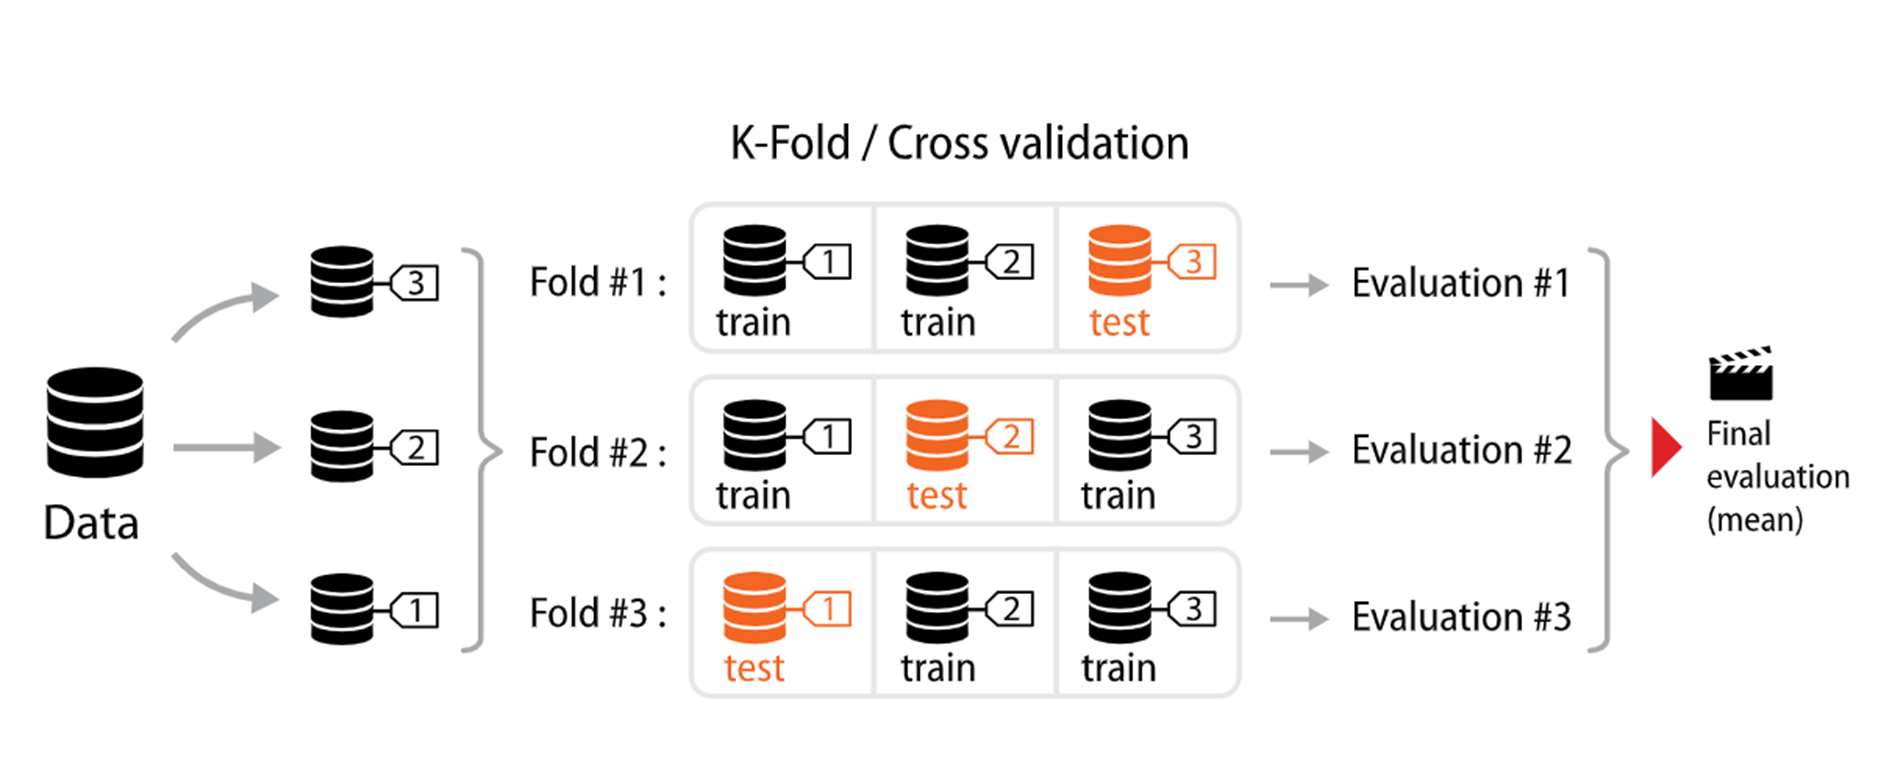 K-Fold / Cross validation
Data
3
2
1
Fold #1 :
1
train
2
train
3
test
Evaluation #1
Fold #2 :
1
train
2
test
3
train
Evaluation #2
Fold #3 :
1
test
2
train
3
train
Evaluation #3
Final
evaluation
(mean)